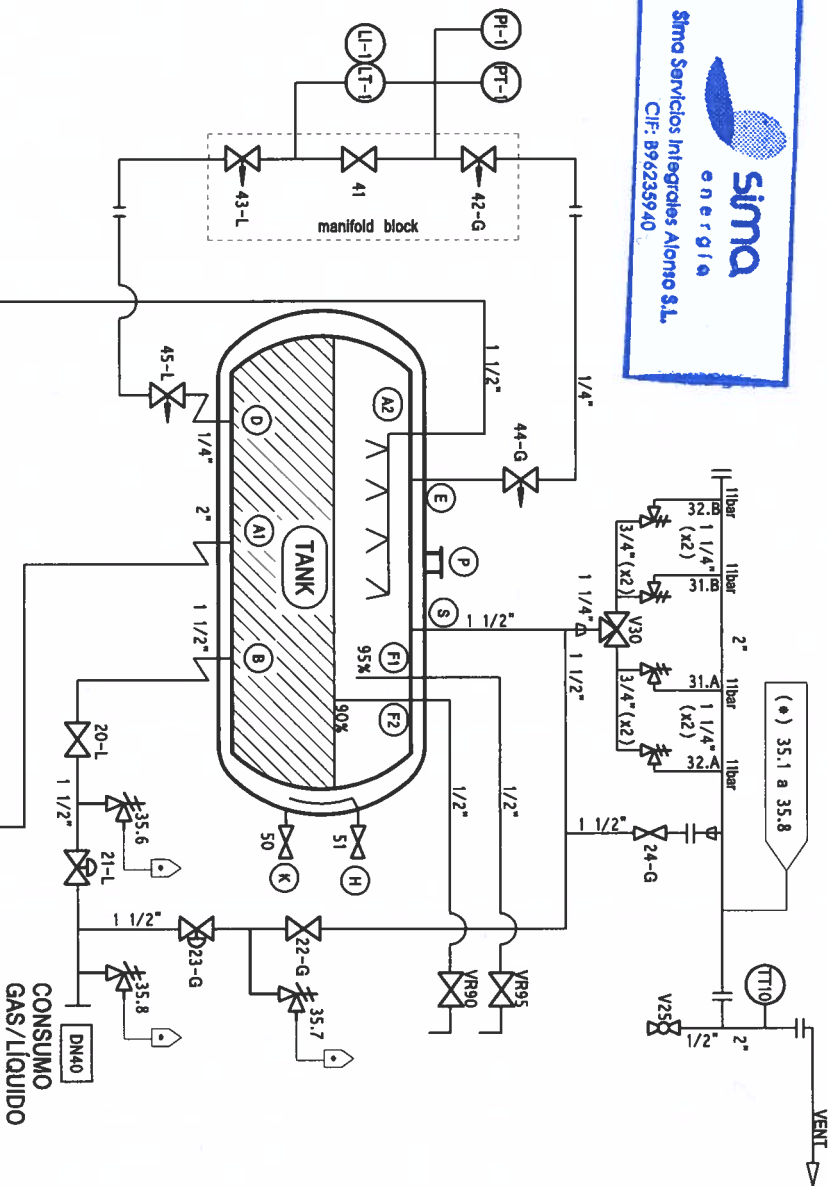 sima
energía
Sima Servicios Integrales Alonso S.L.
CIF: B96235940
PI-1
PT-1
LI-1
LT-1
42-G
41
43-L
manifold block
1/4"
1 1/2"
44-G
45-L
1/4"
2"
1 1/2"
A2
E
P
S
F1
F2
D
A1
B
TANK
95%
90%
1 1/2"
1/2"
1/2"
50
K
51
H
11bar
32.B
1 1/4"
(x2)
11bar
31.B
2"
11bar
31.A
1 1/4"
(x2)
11bar
32.A
3/4"(x2)
3/4"(x2)
V30
1 1/4"
1 1/2"
(*) 35.1 a 35.8
1 1/2"
24-G
TT10
V25
1/2"
2"
VENT
VR95
VR90
20-L
1 1/2"
35.6
*
21-L
1 1/2"
23-G
22-G
35.7
*
35.8
*
DN40
CONSUMO
GAS/LÍQUIDO